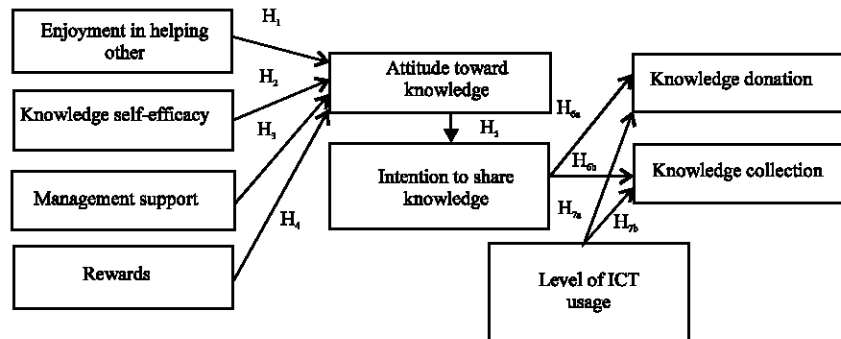 H₁
Enjoyment in helping
other
H₂
Knowledge self-efficacy
H₃
Management support
H₄
Rewards
Attitude toward
knowledge
H₅
Intention to share
knowledge
H₆ₐ
Knowledge donation
Knowledge collection
H₇ₐ
H₇b
Level of ICT
usage